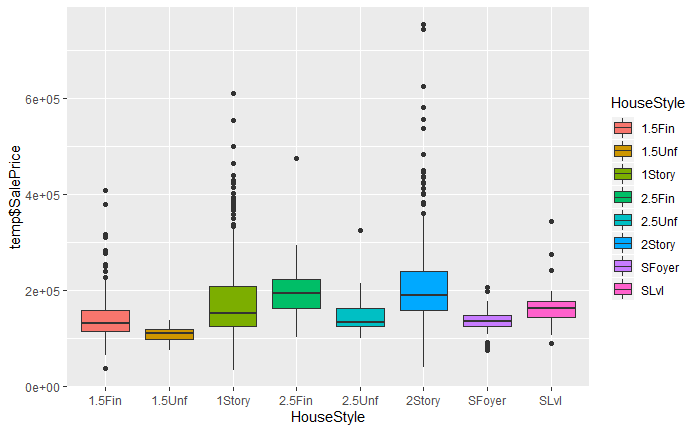 temp$SalePrice
6e+05
4e+05
2e+05
0e+00
1.5Fin 1.5Unf 1Story 2.5Fin 2.5Unf 2Story SFoyer SLvl
HouseStyle
HouseStyle
1.5Fin
1.5Unf
1Story
2.5Fin
2.5Unf
2Story
SFoyer
SLvl